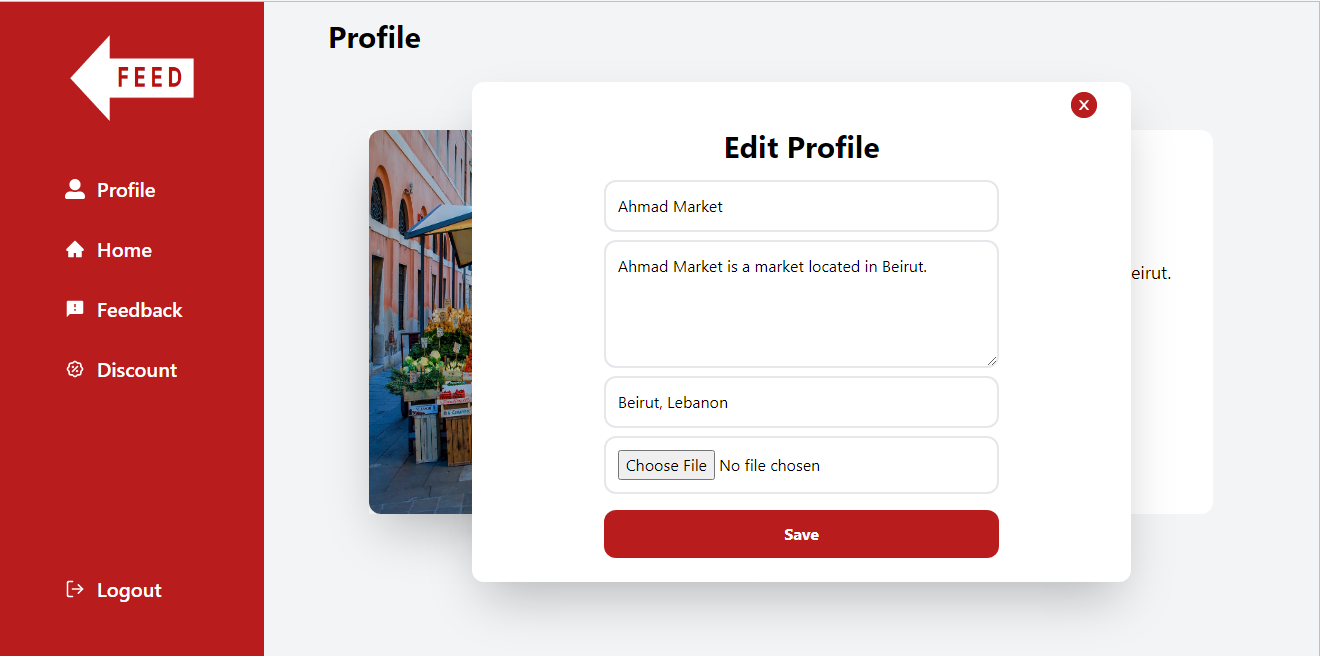 FEED
Profile
Home
Feedback
Discount
Logout
Profile
X
Edit Profile
Ahmad Market
Ahmad Market is a market located in Beirut.
Beirut, Lebanon
Choose File No file chosen
Save
eirut.